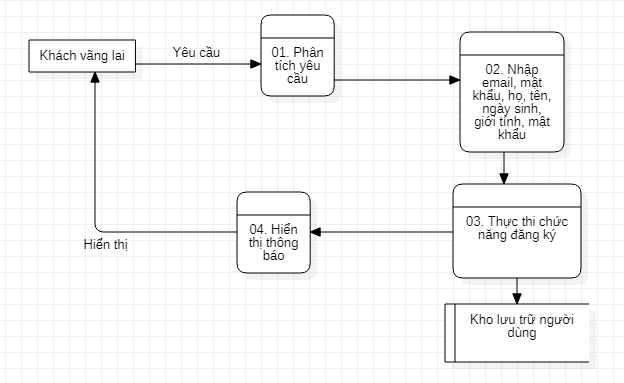 Khách vãng lai
Yêu cầu
01. Phân
tích yêu
cầu
02. Nhập
email, mật
khẩu, họ, tên,
ngày sinh,
giới tính, mật
khẩu
03. Thực thi chức
năng đăng ký
04. Hiển
thị thông
báo
Hiển thị
Kho lưu trữ người
dùng